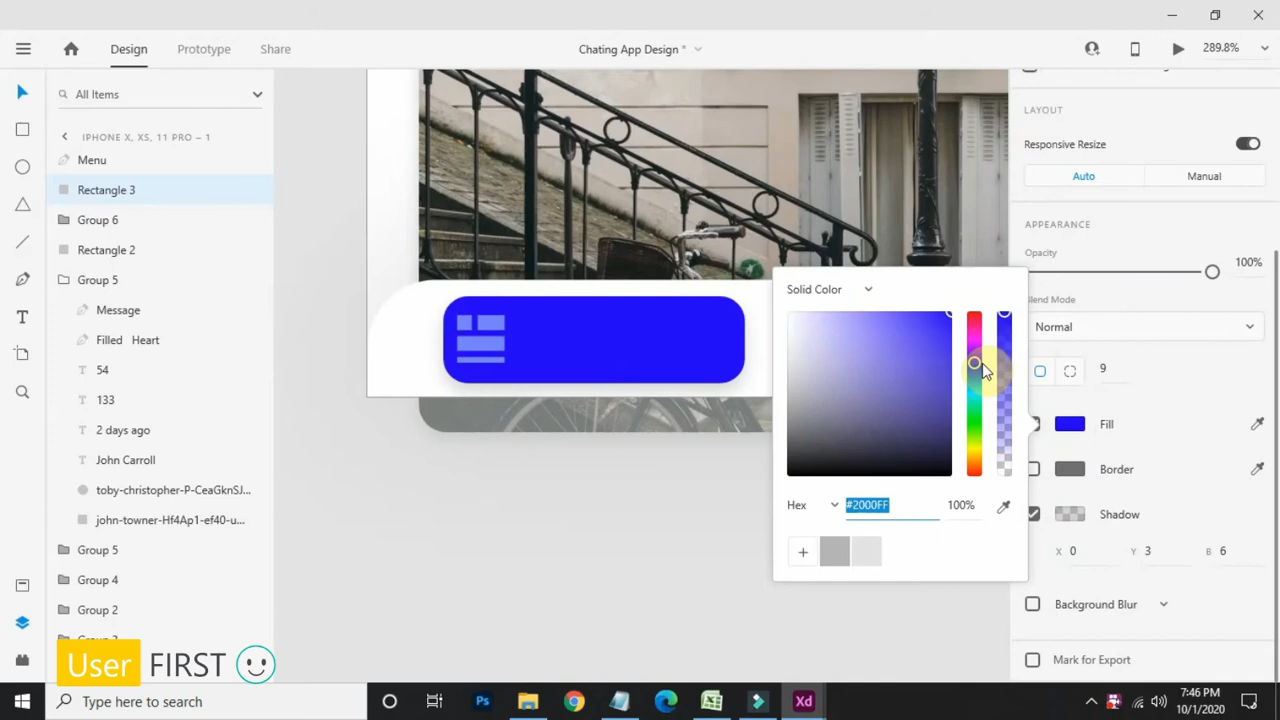 Design
Prototype
Share
Chating App Design *
289.8%
All Items
IPHONE X, XS, 11 PRO – 1
Menu
Rectangle 3
Group 6
Rectangle 2
Group 5
Message
Filled Heart
54
133
2 days ago
John Carroll
toby-christopher-P-CeaGknSJ...
john-towner-Hf4Ap1-ef40-u...
Group 5
Group 4
Group 2
LAYOUT
Responsive Resize
Auto
Manual
APPEARANCE
Opacity
100%
Normal
9
Fill
Border
Shadow
X 0
Y 3
B 6
Background Blur
Mark for Export
Solid Color
Hex
#2000FF
100%
User FIRST
Type here to search
Ps
Xd
7:46 PM
10/1/2020